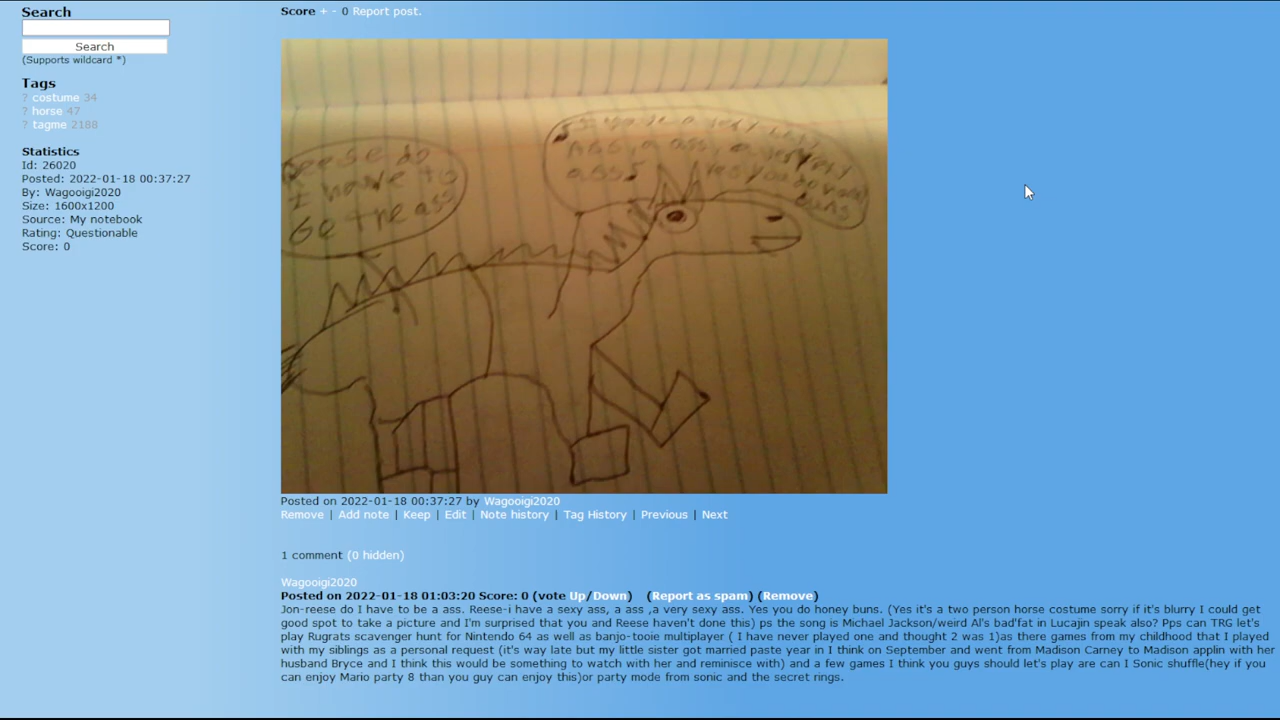 Search
Search
(Supports wildcard *)
Tags
? costume 34
? horse 47
? tagme 2188
Statistics
Id: 26020
Posted: 2022-01-18 00:37:27
By: Wagooigi2020
Size: 1600x1200
Source: My notebook
Rating: Questionable
Score: 0
Score + - 0 Report post.
Reese do
I have to
be the ass
I have a very sexy
Ass, a ass, a very sexy
ass. Yes you do honey
buns
Posted on 2022-01-18 00:37:27 by Wagooigi2020
Remove | Add note | Keep | Edit | Note history | Tag History | Previous | Next
1 comment (0 hidden)
Wagooigi2020
Posted on 2022-01-18 01:03:20 Score: 0 (vote Up/Down) (Report as spam) (Remove)
Jon-reese do I have to be a ass. Reese-i have a sexy ass, a ass ,a very sexy ass. Yes you do honey buns. (Yes it's a two person horse costume sorry if it's blurry I could get
good spot to take a picture and I'm surprised that you and Reese haven't done this) ps the song is Michael Jackson/weird Al's bad'fat in Lucajin speak also? Pps can TRG let's
play Rugrats scavenger hunt for Nintendo 64 as well as banjo-tooie multiplayer ( I have never played one and thought 2 was 1)as there games from my childhood that I played
with my siblings as a personal request (it's way late but my little sister got married paste year in I think on September and went from Madison Carney to Madison applin with her
husband Bryce and I think this would be something to watch with her and reminisce with) and a few games I think you guys should let's play are can I Sonic shuffle(hey if you
can enjoy Mario party 8 than you guy can enjoy this)or party mode from sonic and the secret rings.